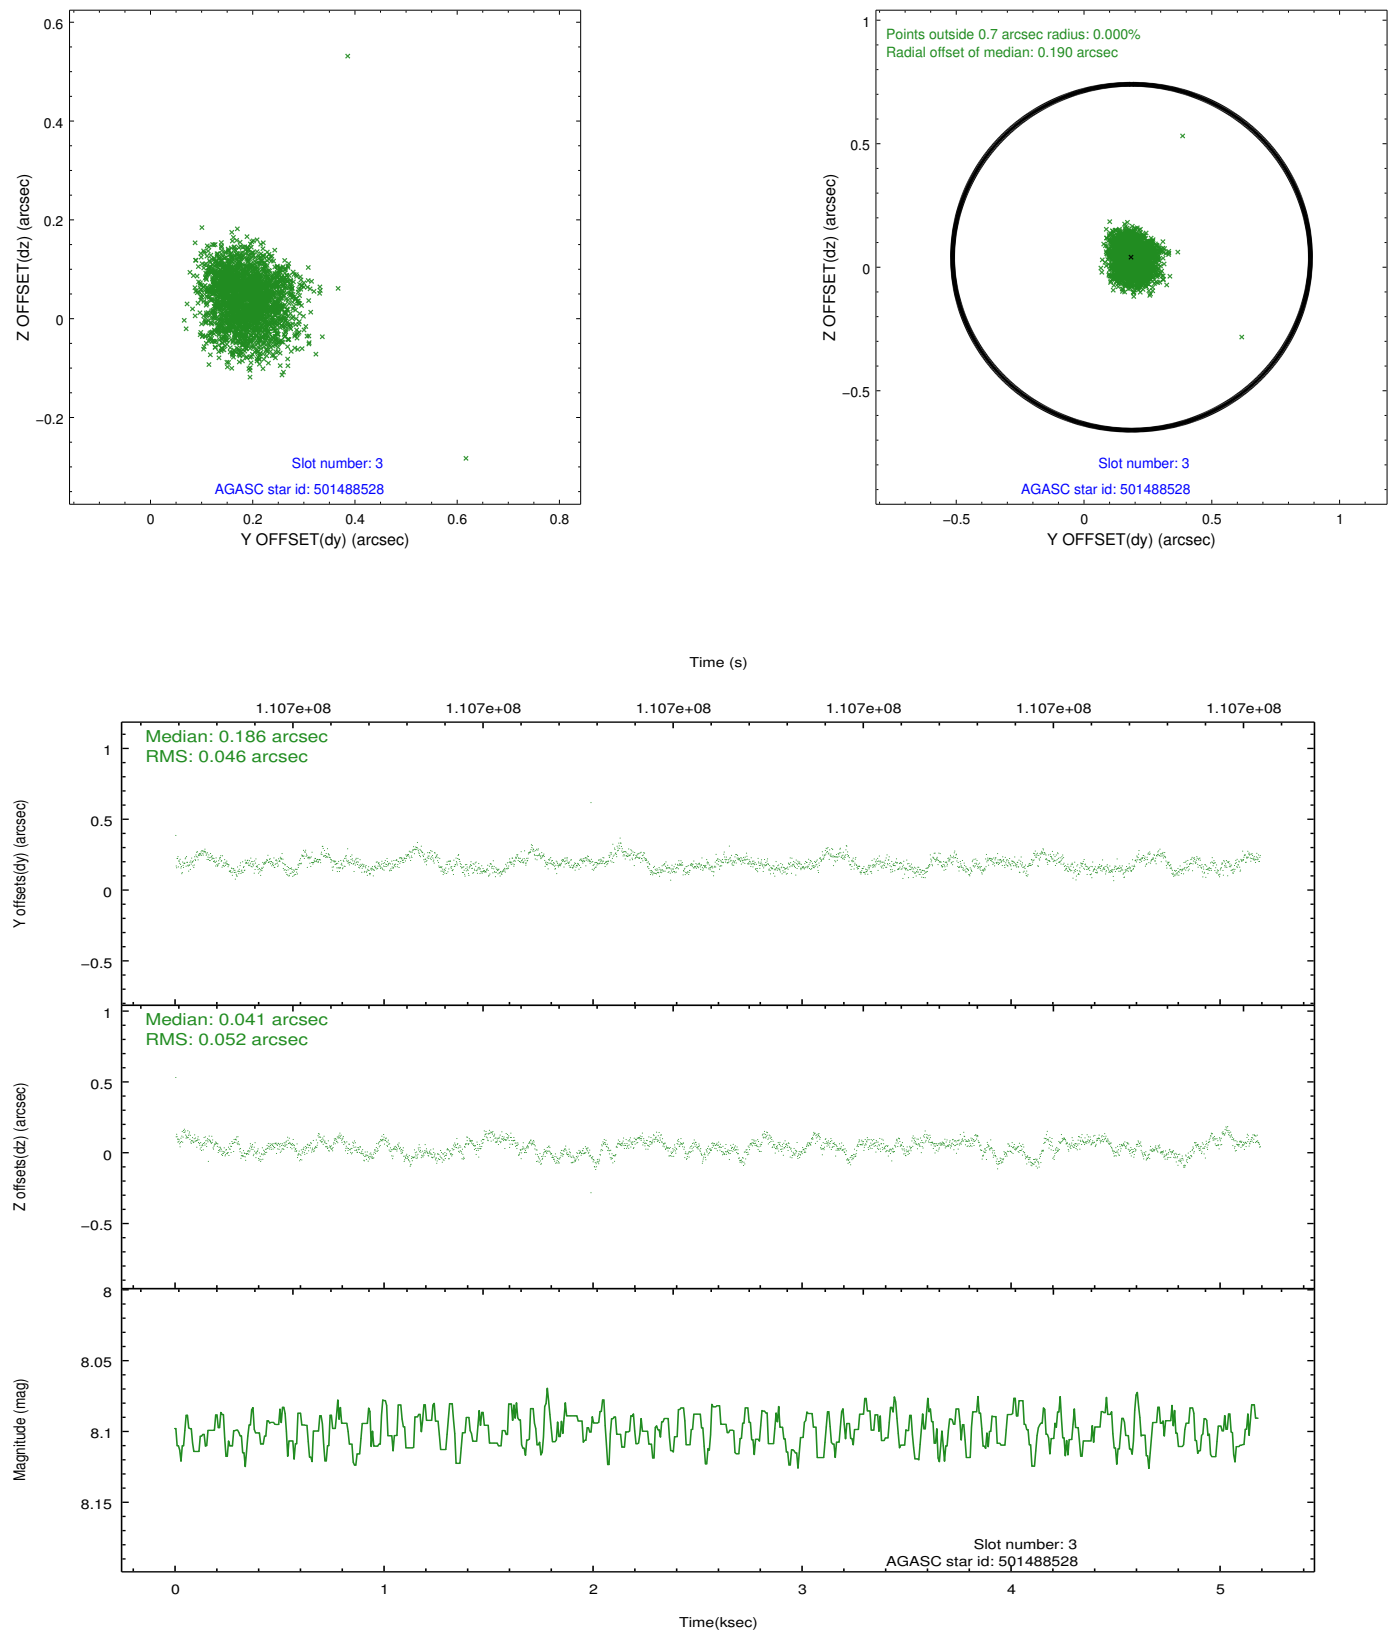 0.6
0.4
0.2
0
−0.2
Z OFFSET(dz) (arcsec)
Slot number: 3
AGASC star id: 501488528
0 0.2 0.4 0.6 0.8
Y OFFSET(dy) (arcsec)
Points outside 0.7 arcsec radius: 0.000%
Radial offset of median: 0.190 arcsec
1
0.5
0
−0.5
Z OFFSET(dz) (arcsec)
Slot number: 3
AGASC star id: 501488528
−0.5 0 0.5 1
Y OFFSET(dy) (arcsec)
Time (s)
1.107e+08 1.107e+08 1.107e+08 1.107e+08 1.107e+08 1.107e+08
Median: 0.186 arcsec
RMS: 0.046 arcsec
1
0.5
0
−0.5
Y offsets(dy) (arcsec)
Median: 0.041 arcsec
RMS: 0.052 arcsec
1
0.5
0
−0.5
Z offsets(dz) (arcsec)
8
8.05
8.1
8.15
Magnitude (mag)
Slot number: 3
AGASC star id: 501488528
0 1 2 3 4 5
Time(ksec)